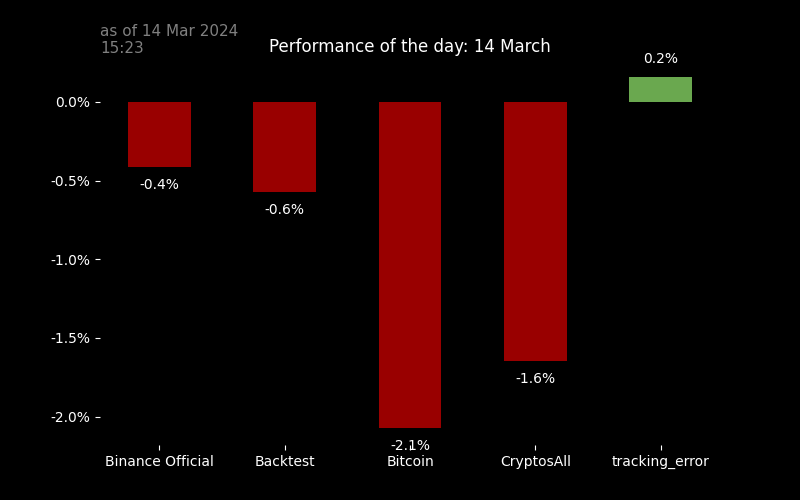 as of 14 Mar 2024
15:23
Performance of the day: 14 March
0.2%
0.0%
-0.4%
-0.5%
-0.6%
-1.0%
-1.5%
-1.6%
-2.0%
-2.1%
Binance Official
Backtest
Bitcoin
CryptosAll
tracking_error